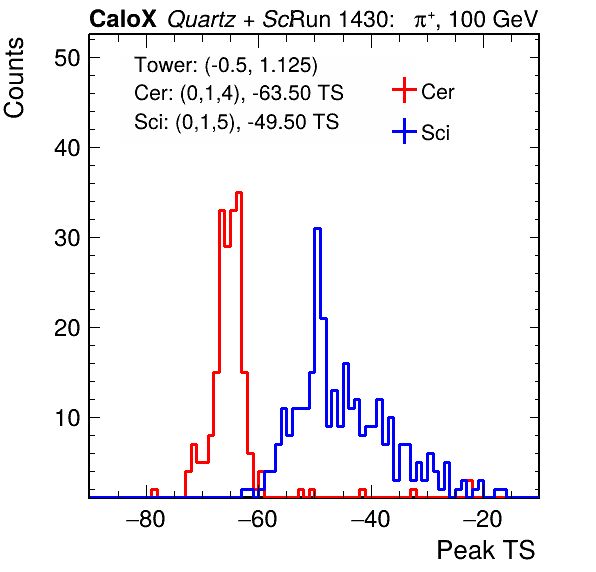 CaloX Quartz + Sci Run 1430: π⁺, 100 GeV
Counts
Tower: (-0.5, 1.125)
Cer: (0,1,4), -63.50 TS
Sci: (0,1,5), -49.50 TS
Cer
Sci
50
40
30
20
10
−80 −60 −40 −20
Peak TS